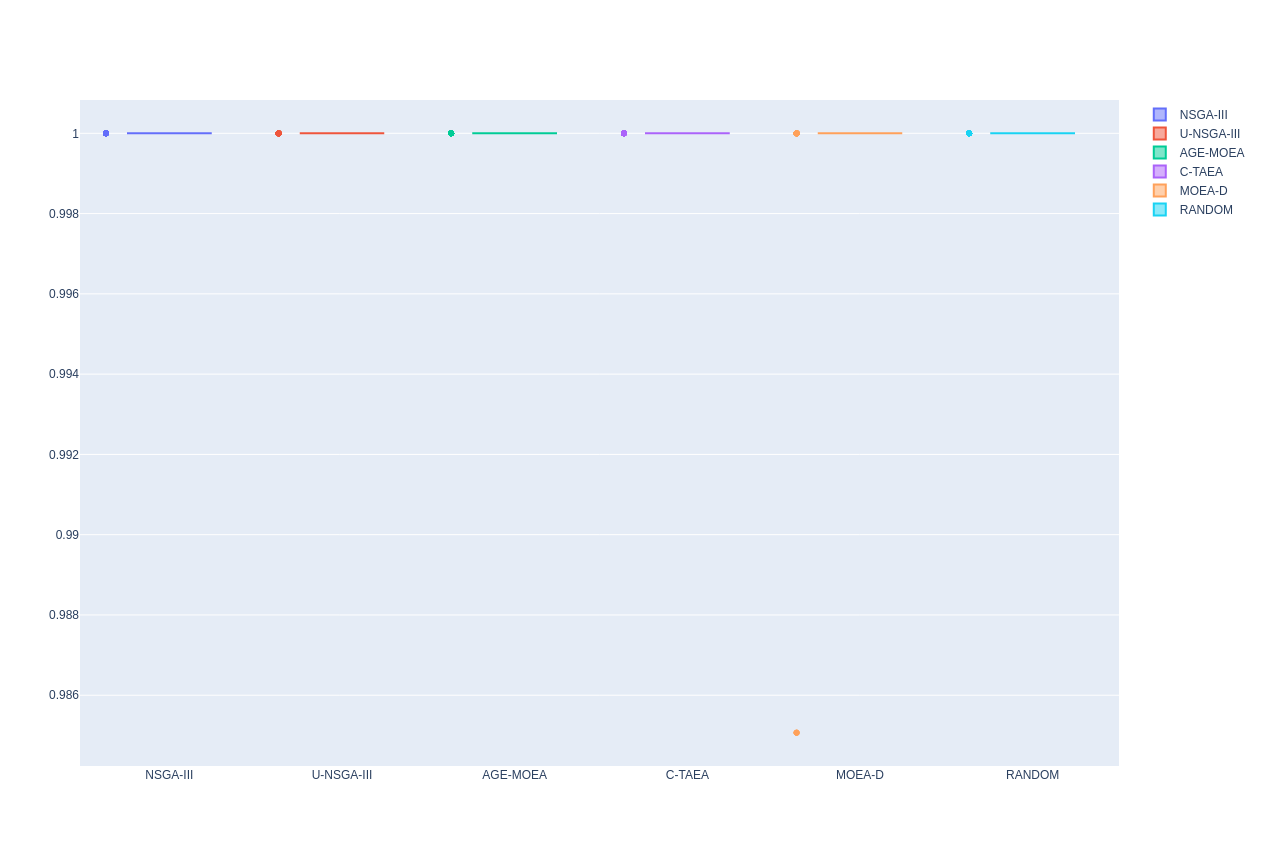 1
0.998
0.996
0.994
0.992
0.99
0.988
0.986
NSGA-III
U-NSGA-III
AGE-MOEA
C-TAEA
MOEA-D
RANDOM
NSGA-III
U-NSGA-III
AGE-MOEA
C-TAEA
MOEA-D
RANDOM